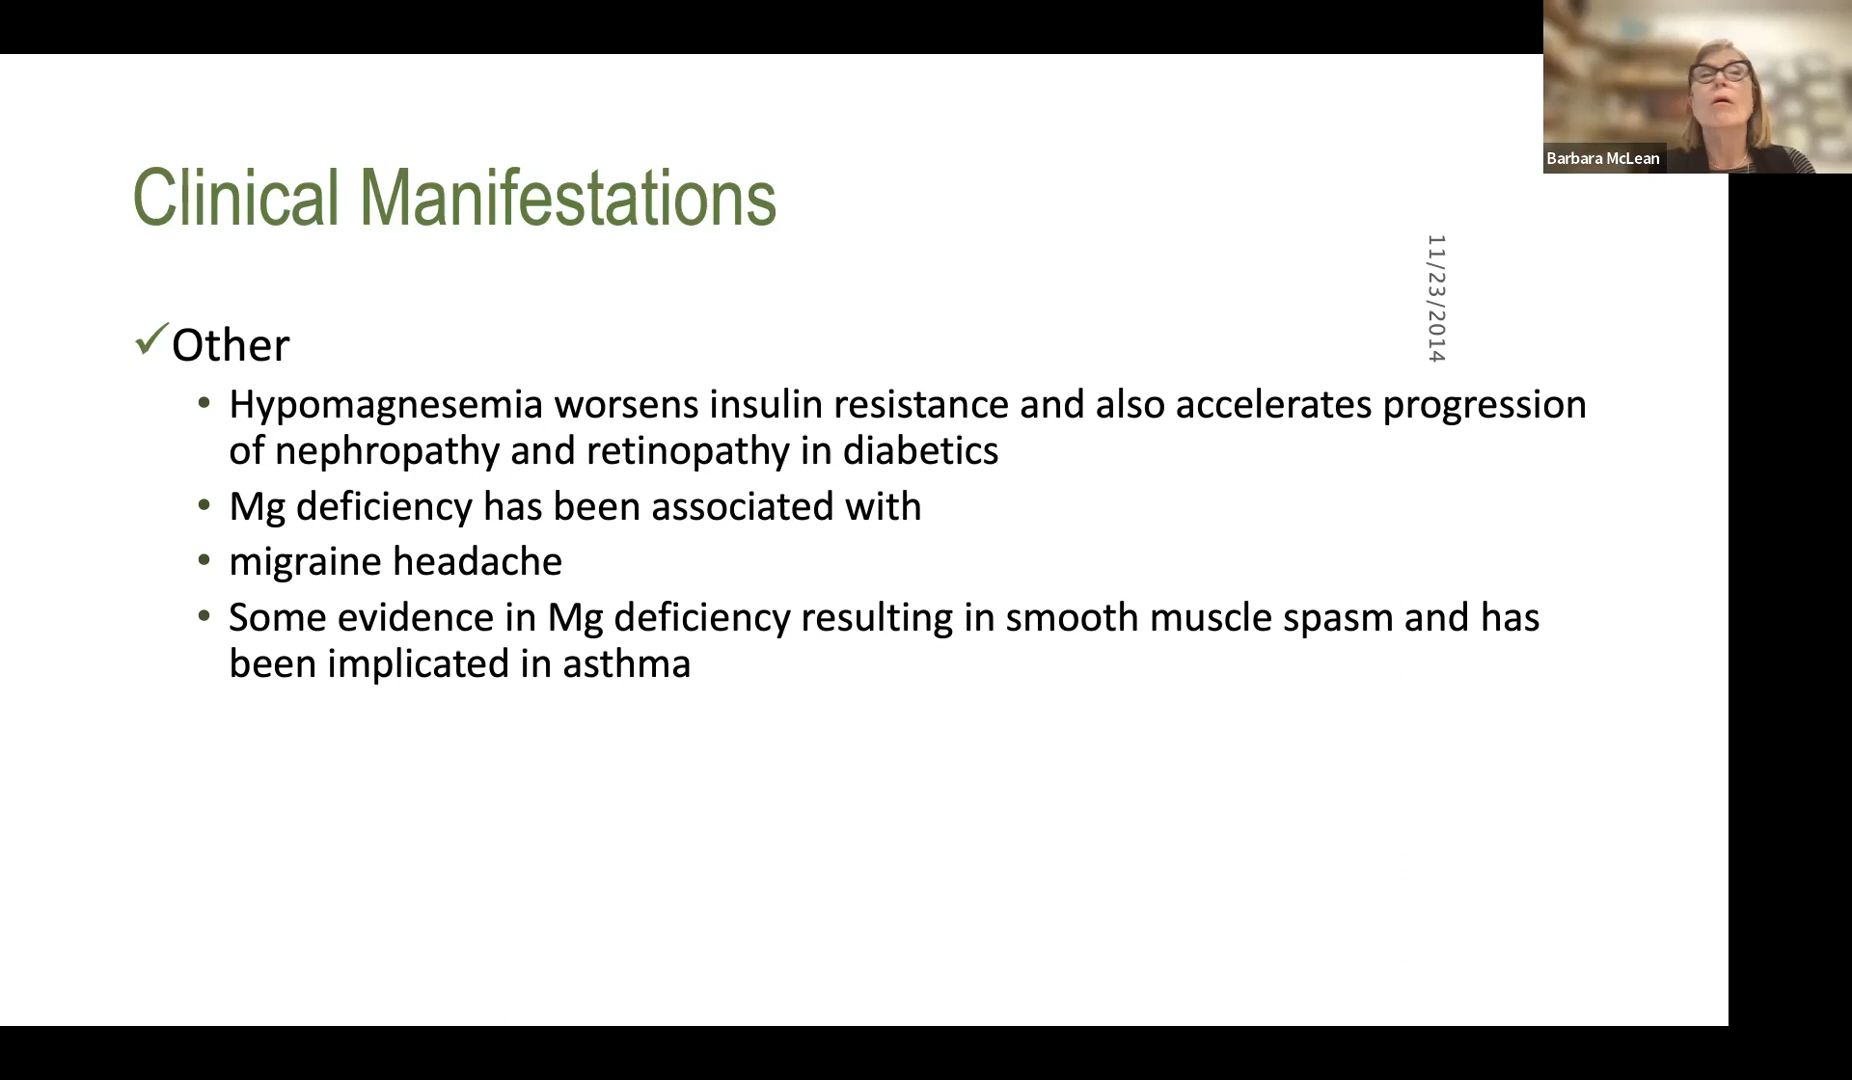 Barbara McLean
Clinical Manifestations
11/23/2014
✓Other
• Hypomagnesemia worsens insulin resistance and also accelerates progression
of nephropathy and retinopathy in diabetics
• Mg deficiency has been associated with
• migraine headache
• Some evidence in Mg deficiency resulting in smooth muscle spasm and has
been implicated in asthma